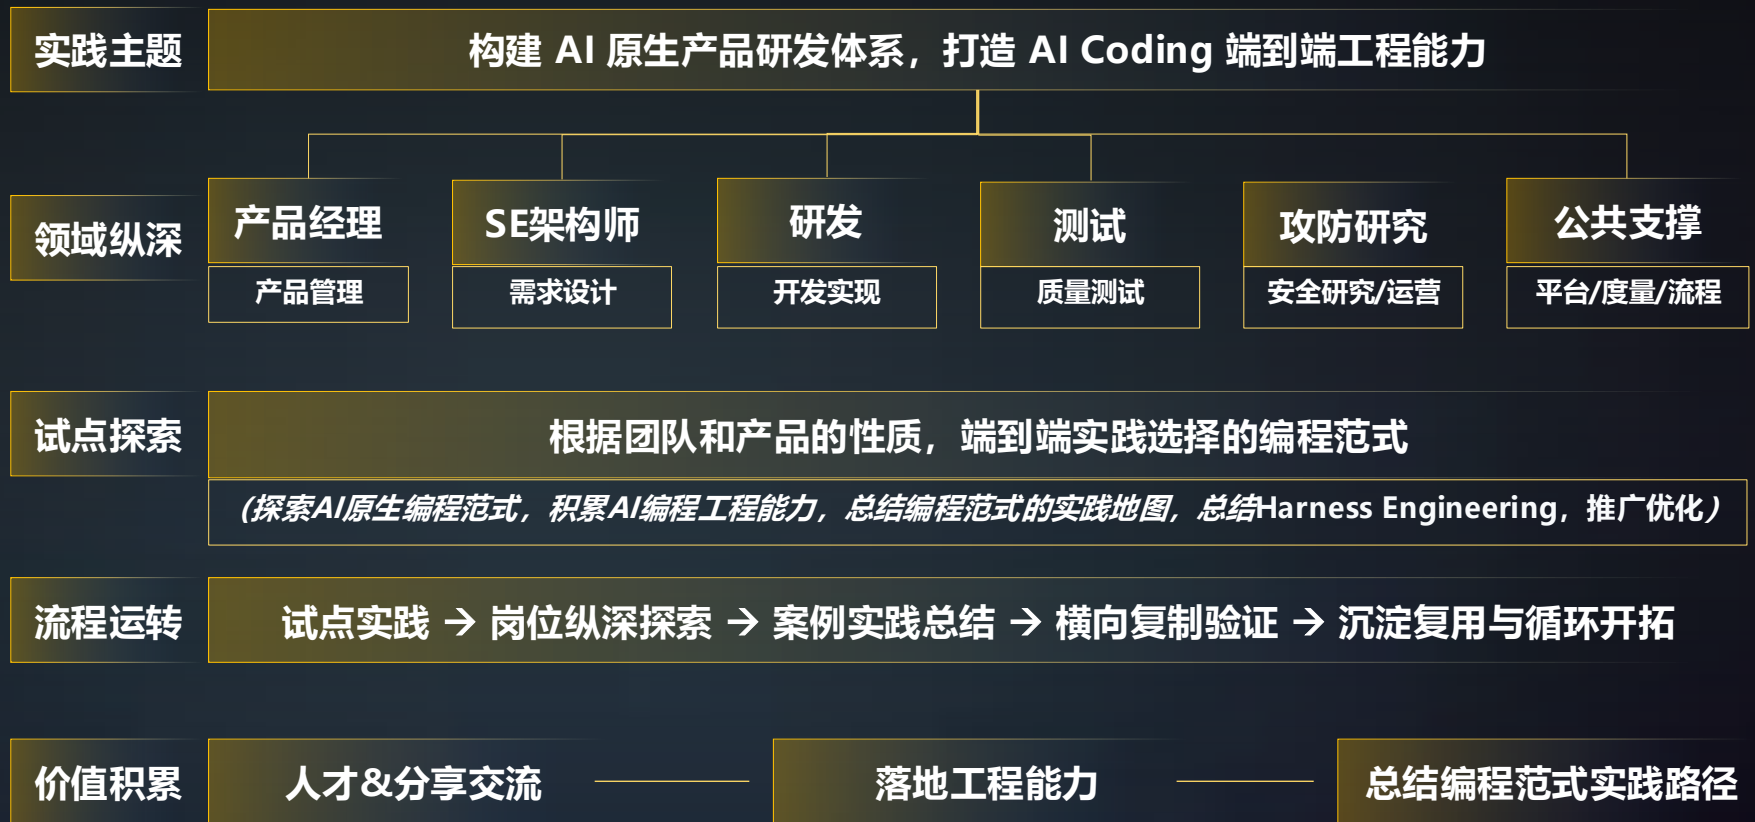 实践主题
构建 AI 原生产品研发体系，打造 AI Coding 端到端工程能力
领域纵深
产品经理
SE架构师
研发
测试
攻防研究
公共支撑
产品管理
需求设计
开发实现
质量测试
安全研究/运营
平台/度量/流程
试点探索
根据团队和产品的性质，端到端实践选择的编程范式
（探索AI原生编程范式，积累AI编程工程能力，总结编程范式的实践地图，总结Harness Engineering，推广优化）
流程运转
试点实践 → 岗位纵深探索 → 案例实践总结 → 横向复制验证 → 沉淀复用与循环开拓
价值积累
人才&分享交流
落地工程能力
总结编程范式实践路径